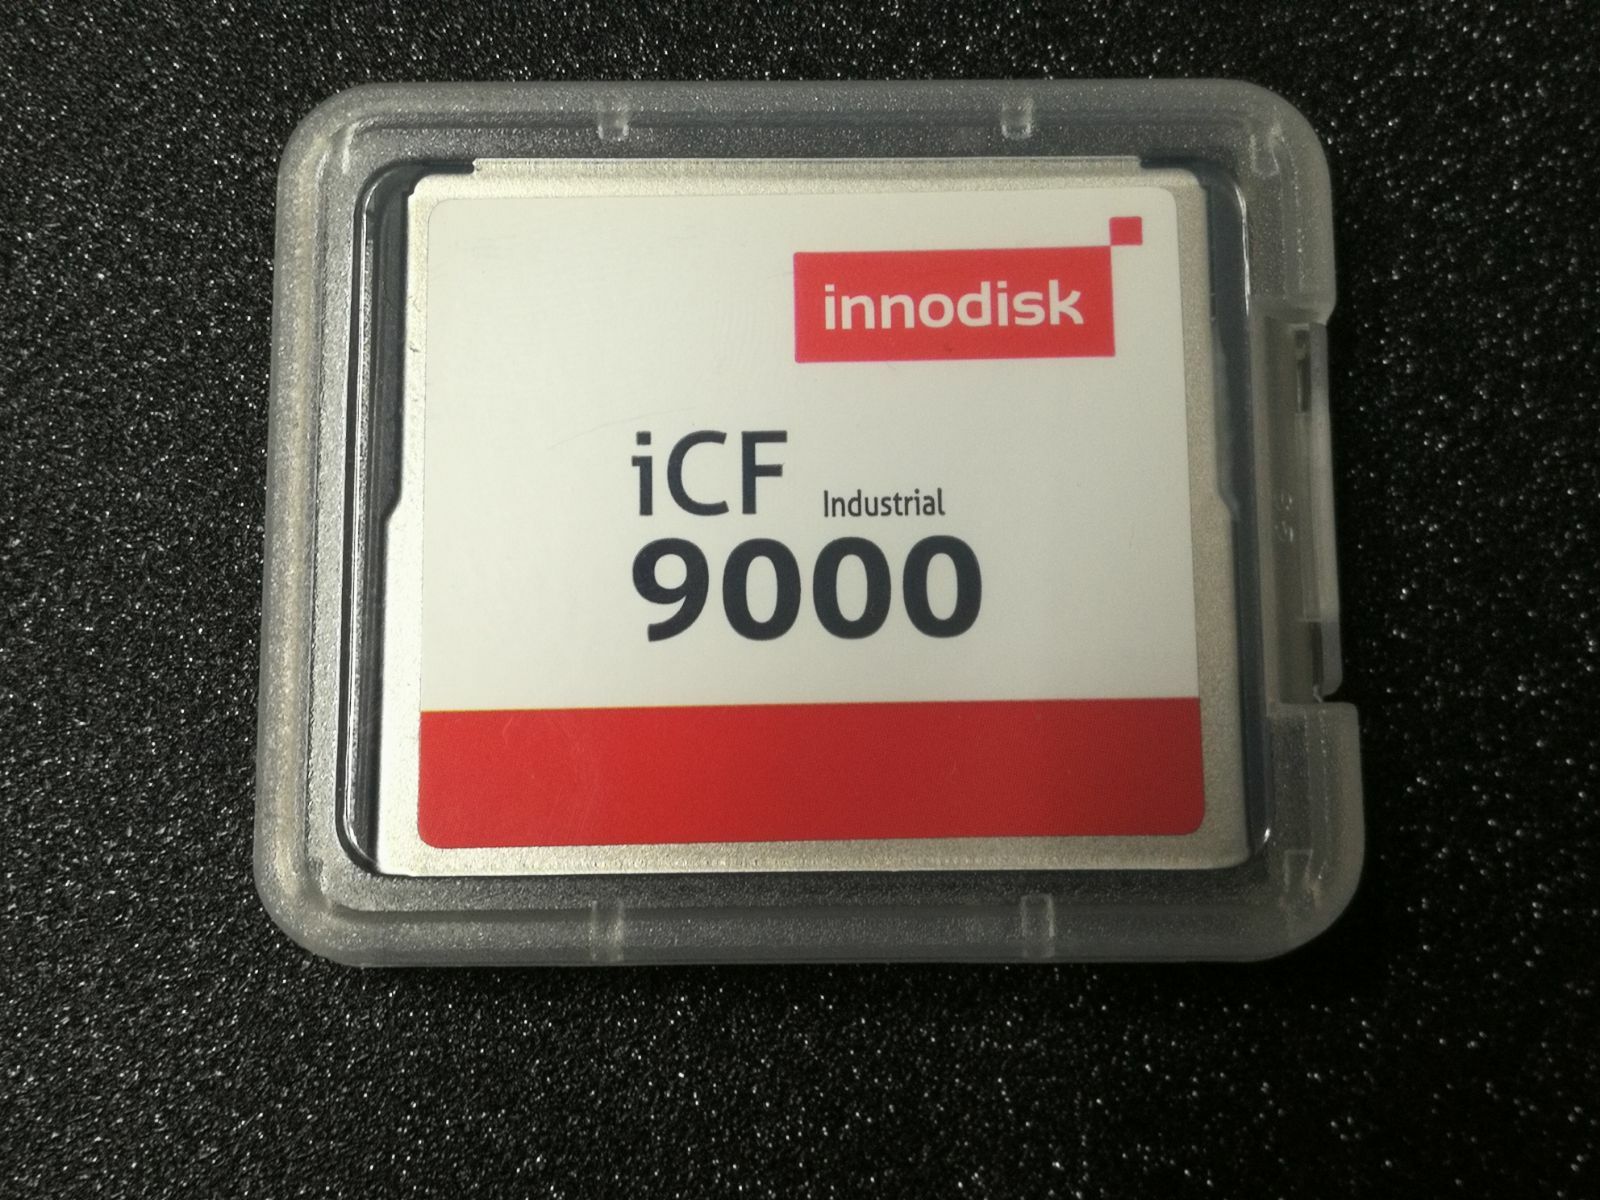 innodisk
iCF Industrial
9000